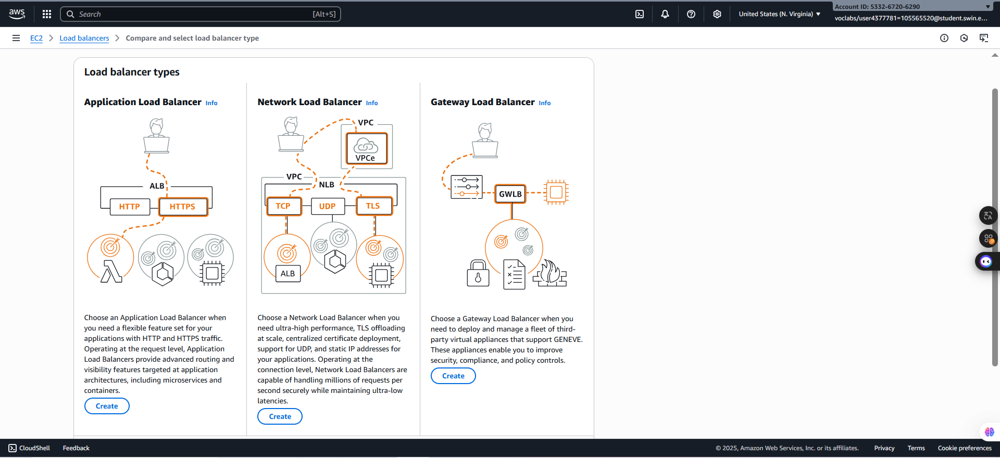 aws
Search
[Alt+S]
United States (N. Virginia)
Account ID: 5332-6720-6290
voclabs/user4377781=105565520@student.swin.e...
EC2
Load balancers
Compare and select load balancer type
Load balancer types
Application Load Balancer Info
ALB
HTTP
HTTPS
Choose an Application Load Balancer when
you need a flexible feature set for your
applications with HTTP and HTTPS traffic.
Operating at the request level, Application
Load Balancers provide advanced routing and
visibility features targeted at application
architectures, including microservices and
containers.
Create
Network Load Balancer Info
VPC
VPCe
VPC
NLB
TCP
UDP
TLS
ALB
Choose a Network Load Balancer when you
need ultra-high performance, TLS offloading
at scale, centralized certificate deployment,
support for UDP, and static IP addresses for
your applications. Operating at the
connection level, Network Load Balancers are
capable of handling millions of requests per
second securely while maintaining ultra-low
latencies.
Create
Gateway Load Balancer Info
GWLB
Choose a Gateway Load Balancer when you
need to deploy and manage a fleet of third-
party virtual appliances that support GENEVE.
These appliances enable you to improve
security, compliance, and policy controls.
Create
CloudShell
Feedback
© 2025, Amazon Web Services, Inc. or its affiliates.
Privacy
Terms
Cookie preferences